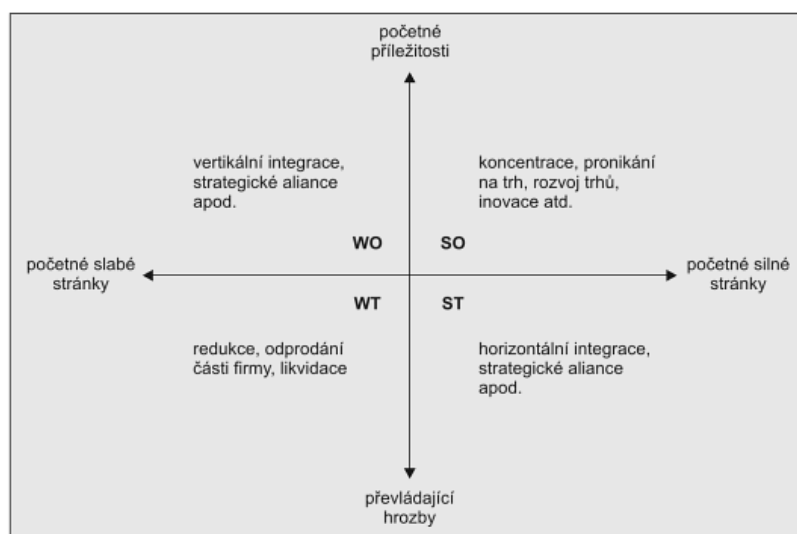 početné
příležitosti
vertikální integrace,
strategické aliance
apod.
koncentrace, pronikání
na trh, rozvoj trhů,
inovace atd.
WO
SO
početné slabé
stránky
početné silné
stránky
WT
ST
redukce, odprodání
části firmy, likvidace
horizontální integrace,
strategické aliance
apod.
převládající
hrozby